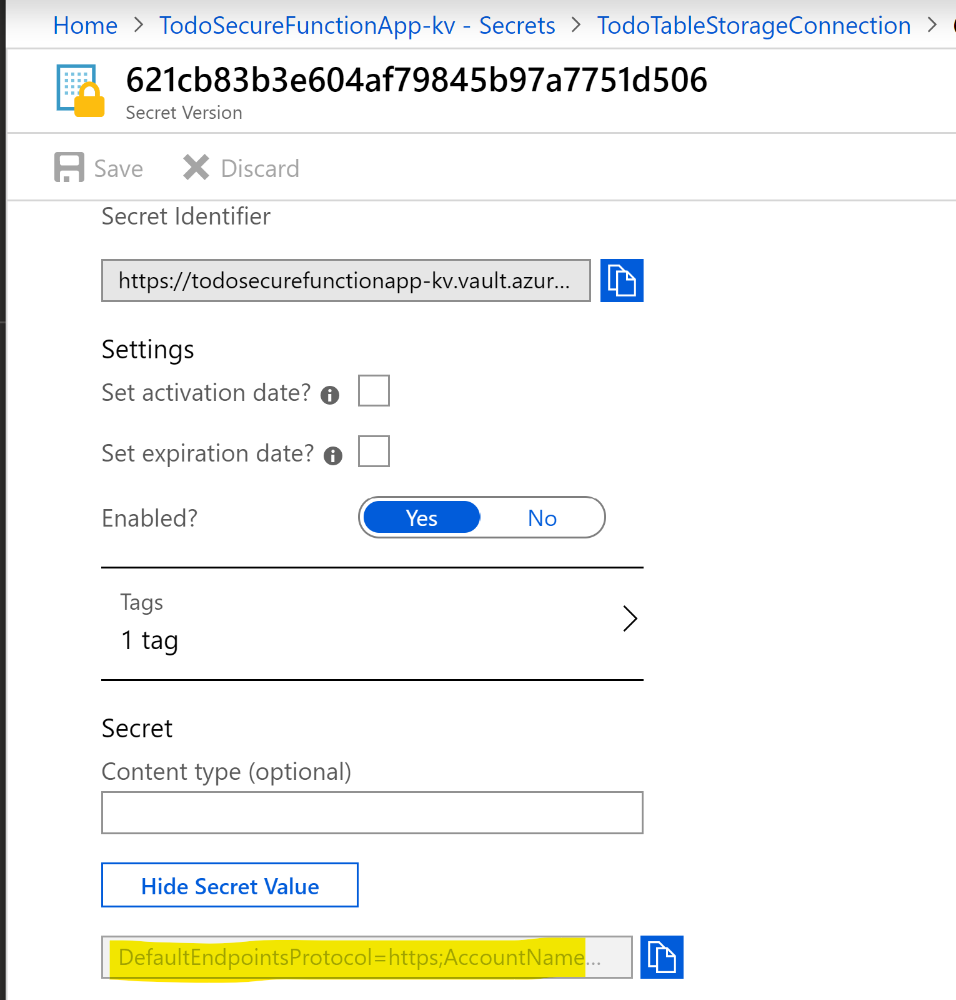 Home > TodoSecureFunctionApp-kv - Secrets > TodoTableStorageConnection >
621cb83b3e604af79845b97a7751d506
Secret Version
Save Discard
Secret Identifier
https://todosecurefunctionapp-kv.vault.azur...
Settings
Set activation date?
Set expiration date?
Enabled? Yes No
Tags
1 tag
Secret
Content type (optional)
Hide Secret Value
DefaultEndpointsProtocol=https;AccountName...